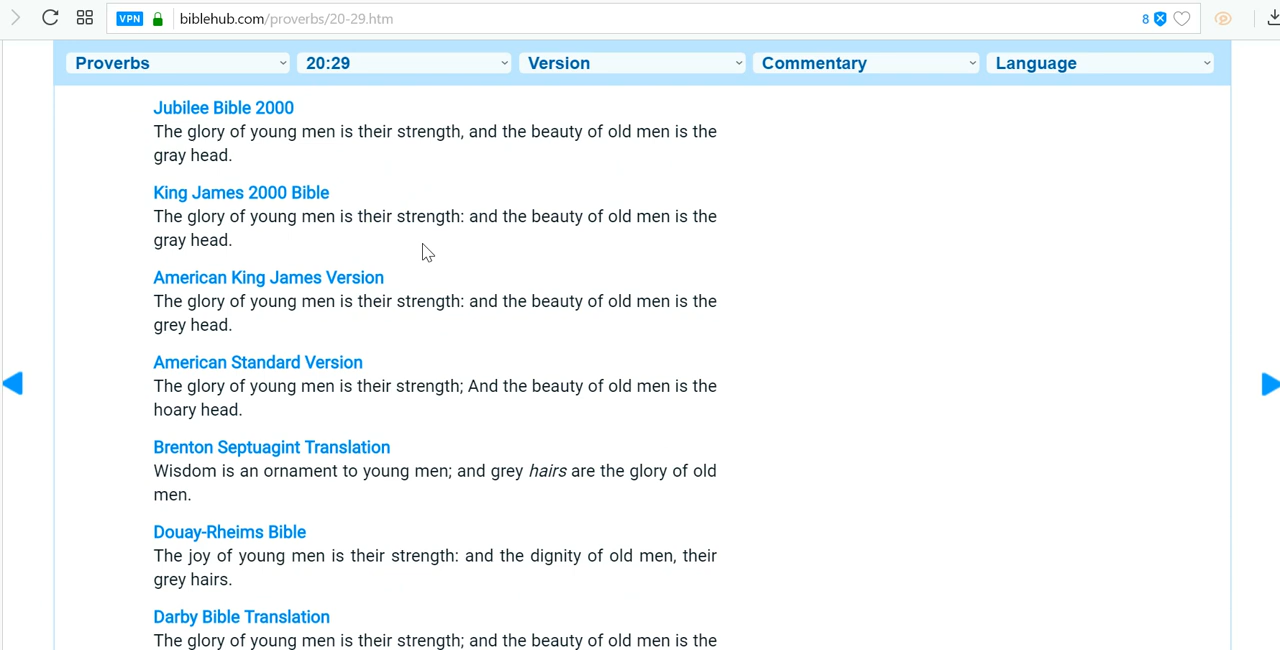 VPN biblehub.com/proverbs/20-29.htm 8
Proverbs 20:29 Version Commentary Language
Jubilee Bible 2000
The glory of young men is their strength, and the beauty of old men is the
gray head.
King James 2000 Bible
The glory of young men is their strength: and the beauty of old men is the
gray head.
American King James Version
The glory of young men is their strength: and the beauty of old men is the
grey head.
American Standard Version
The glory of young men is their strength; And the beauty of old men is the
hoary head.
Brenton Septuagint Translation
Wisdom is an ornament to young men; and grey hairs are the glory of old
men.
Douay-Rheims Bible
The joy of young men is their strength: and the dignity of old men, their
grey hairs.
Darby Bible Translation
The glory of young men is their strength; and the beauty of old men is the